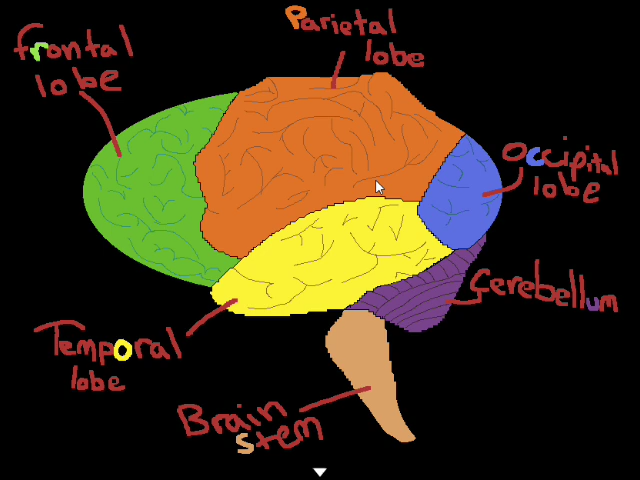 frontal
lobe
Parietal
lobe
Occipital
lobe
Cerebellum
Temporal
lobe
Brain
stem